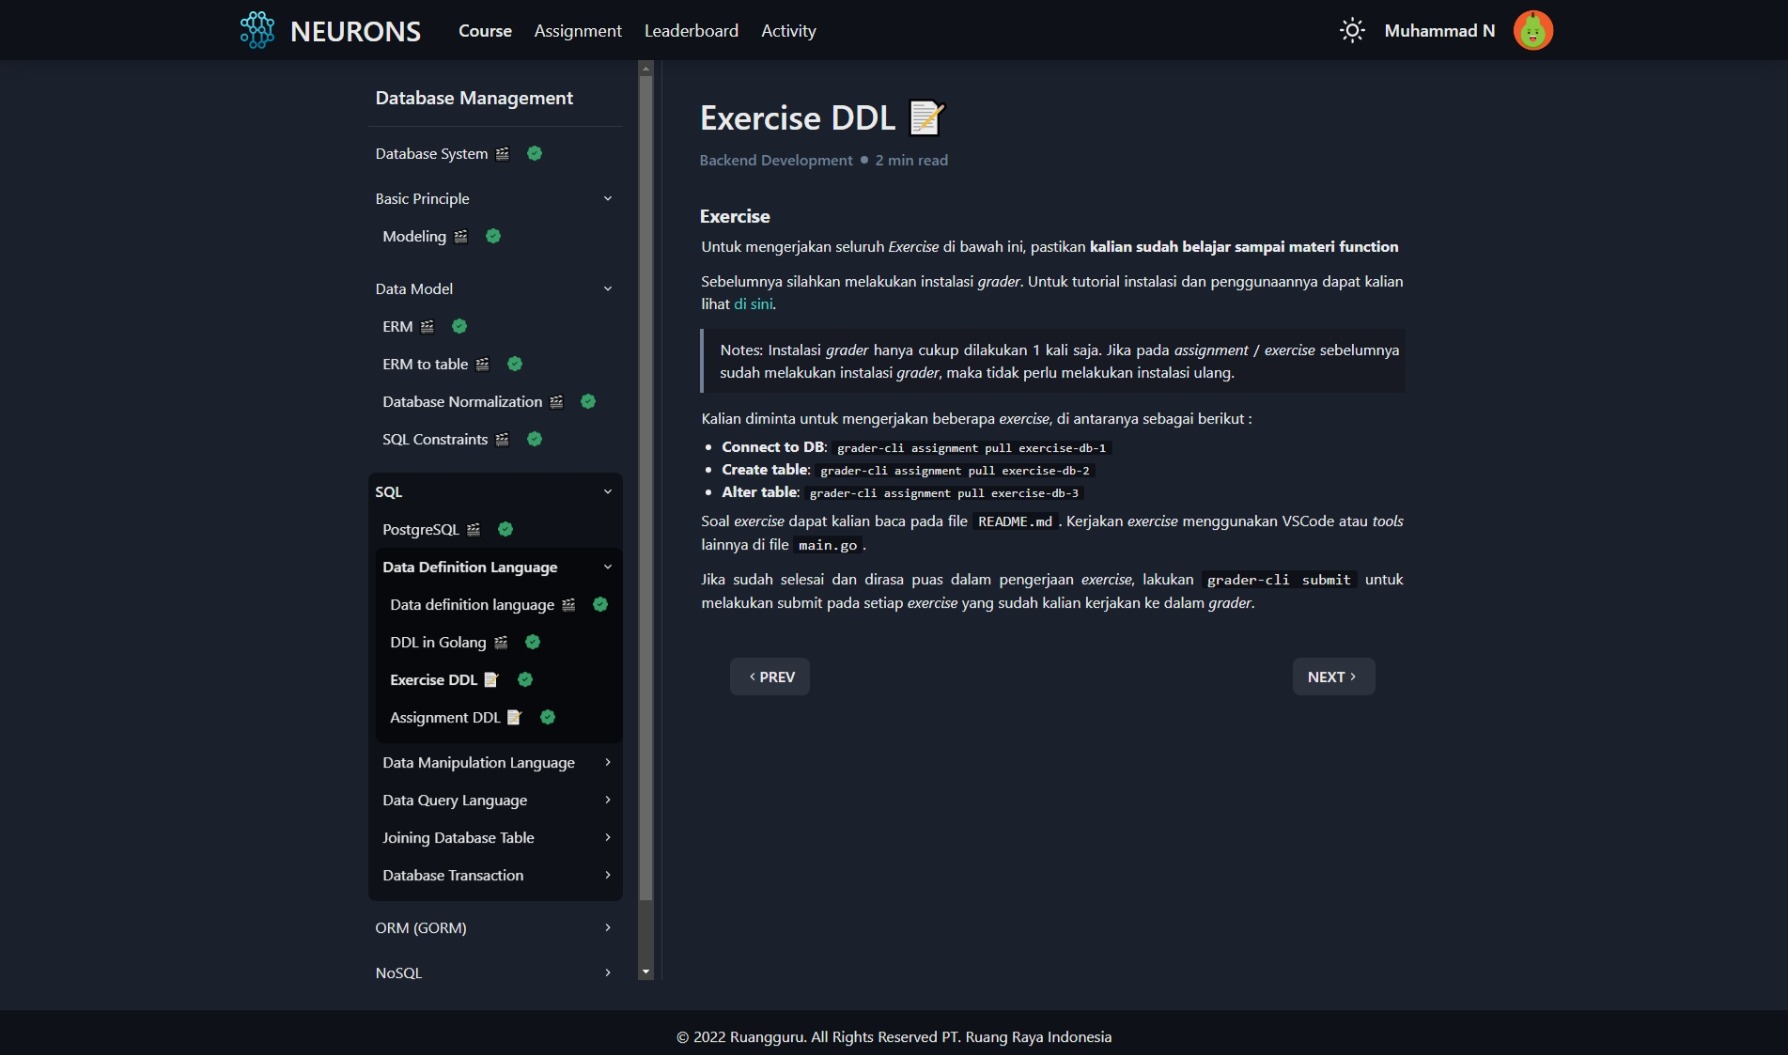 NEURONS
Course
Assignment
Leaderboard
Activity
Muhammad N
Database Management
Database System
Basic Principle
Modeling
Data Model
ERM
ERM to table
Database Normalization
SQL Constraints
SQL
PostgreSQL
Data Definition Language
Data definition language
DDL in Golang
Exercise DDL
Assignment DDL
Data Manipulation Language
Data Query Language
Joining Database Table
Database Transaction
ORM (GORM)
NoSQL
Exercise DDL
Backend Development • 2 min read
Exercise
Untuk mengerjakan seluruh Exercise di bawah ini, pastikan kalian sudah belajar sampai materi function
Sebelumnya silahkan melakukan instalasi grader. Untuk tutorial instalasi dan penggunaannya dapat kalian
lihat di sini.
Notes: Instalasi grader hanya cukup dilakukan 1 kali saja. Jika pada assignment / exercise sebelumnya
sudah melakukan instalasi grader, maka tidak perlu melakukan instalasi ulang.
Kalian diminta untuk mengerjakan beberapa exercise, di antaranya sebagai berikut :
• Connect to DB: grader-cli assignment pull exercise-db-1
• Create table: grader-cli assignment pull exercise-db-2
• Alter table: grader-cli assignment pull exercise-db-3
Soal exercise dapat kalian baca pada file README.md . Kerjakan exercise menggunakan VSCode atau tools
lainnya di file main.go .
Jika sudah selesai dan dirasa puas dalam pengerjaan exercise, lakukan grader-cli submit untuk
melakukan submit pada setiap exercise yang sudah kalian kerjakan ke dalam grader.
‹ PREV
NEXT ›
© 2022 Ruangguru. All Rights Reserved PT. Ruang Raya Indonesia